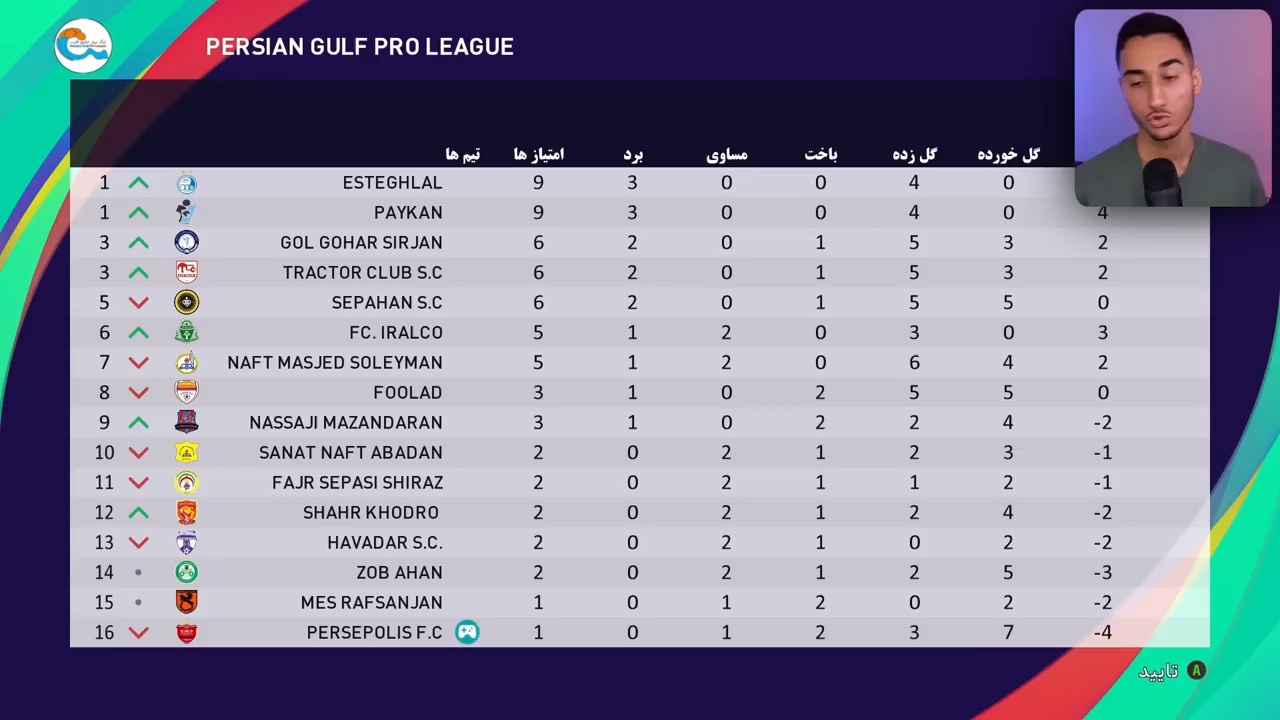 PERSIAN GULF PRO LEAGUE
تیم ها امتیاز ها برد مساوی باخت گل زده گل خورده
1 ESTEGHLAL 9 3 0 0 4 0
1 PAYKAN 9 3 0 0 4 0 4
3 GOL GOHAR SIRJAN 6 2 0 1 5 3 2
3 TRACTOR CLUB S.C 6 2 0 1 5 3 2
5 SEPAHAN S.C 6 2 0 1 5 5 0
6 FC. IRALCO 5 1 2 0 3 0 3
7 NAFT MASJED SOLEYMAN 5 1 2 0 6 4 2
8 FOOLAD 3 1 0 2 5 5 0
9 NASSAJI MAZANDARAN 3 1 0 2 2 4 -2
10 SANAT NAFT ABADAN 2 0 2 1 2 3 -1
11 FAJR SEPASI SHIRAZ 2 0 2 1 1 2 -1
12 SHAHR KHODRO 2 0 2 1 2 4 -2
13 HAVADAR S.C. 2 0 2 1 0 2 -2
14 ZOB AHAN 2 0 2 1 2 5 -3
15 MES RAFSANJAN 1 0 1 2 0 2 -2
16 PERSEPOLIS F.C 1 0 1 2 3 7 -4
تایید A